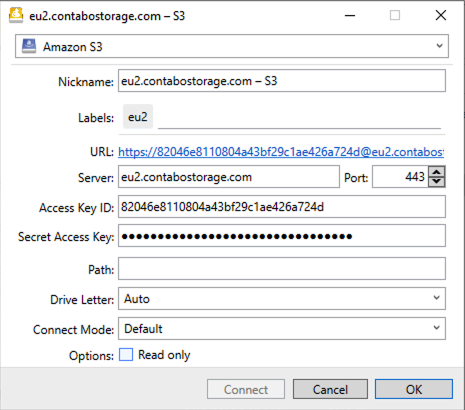 eu2.contabostorage.com – S3
Amazon S3
Nickname: eu2.contabostorage.com – S3
Labels: eu2
URL: https://82046e8110804a43bf29c1ae426a724d@eu2.contabost
Server: eu2.contabostorage.com Port: 443
Access Key ID: 82046e8110804a43bf29c1ae426a724d
Secret Access Key: ●●●●●●●●●●●●●●●●●●●●●●●●●●●●●●●●
Path:
Drive Letter: Auto
Connect Mode: Default
Options: Read only
Connect Cancel OK